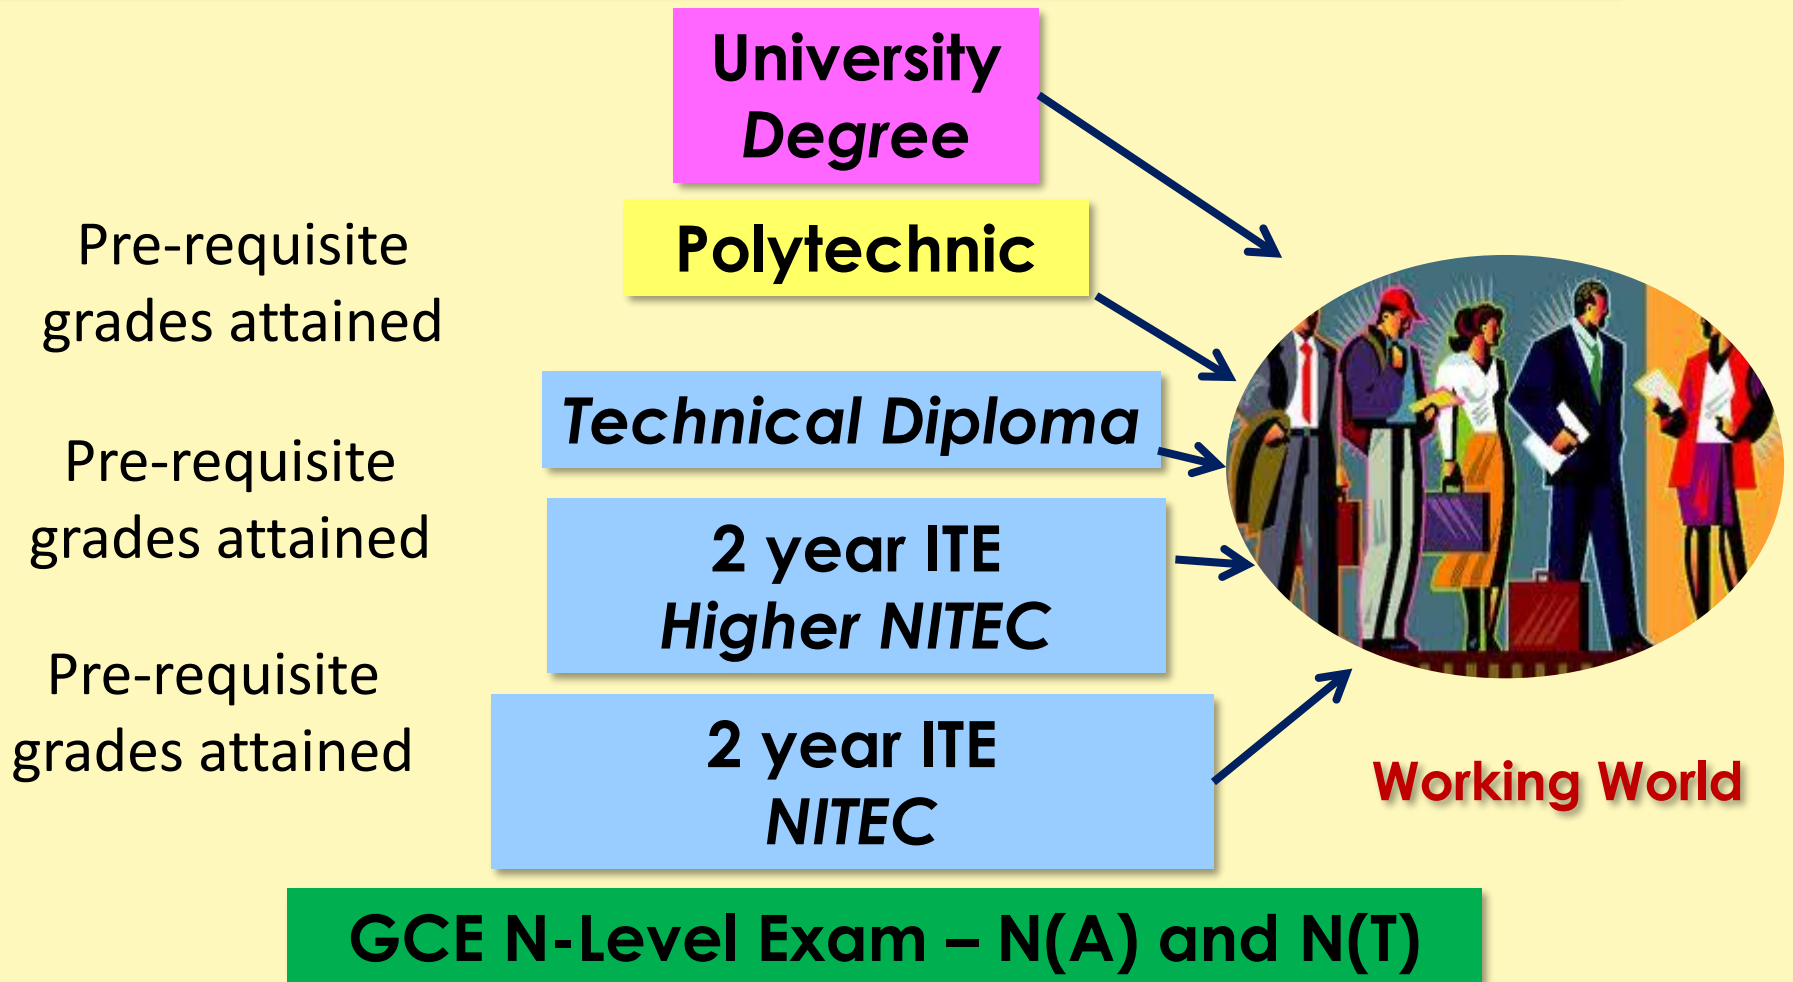 University
Degree
Polytechnic
Pre-requisite
grades attained
Technical Diploma
Pre-requisite
grades attained
2 year ITE
Higher NITEC
Pre-requisite
grades attained
2 year ITE
NITEC
Working World
GCE N-Level Exam – N(A) and N(T)